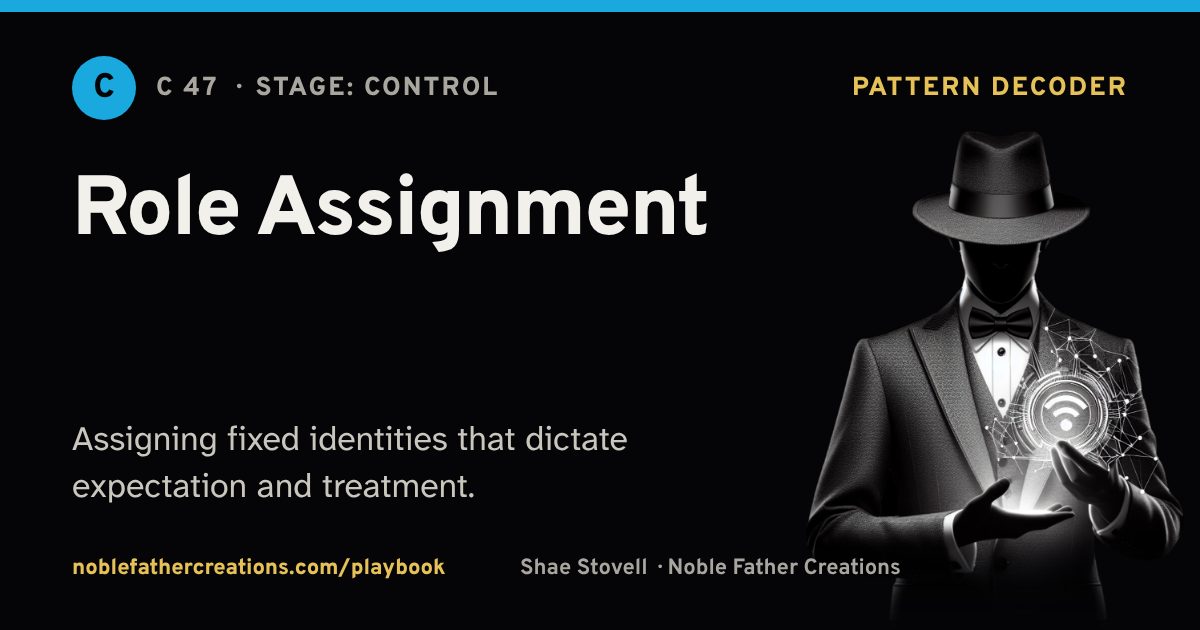 C
C 47 · STAGE: CONTROL
PATTERN DECODER
Role Assignment
Assigning fixed identities that dictate
expectation and treatment.
noblefathercreations.com/playbook
Shae Stovell · Noble Father Creations